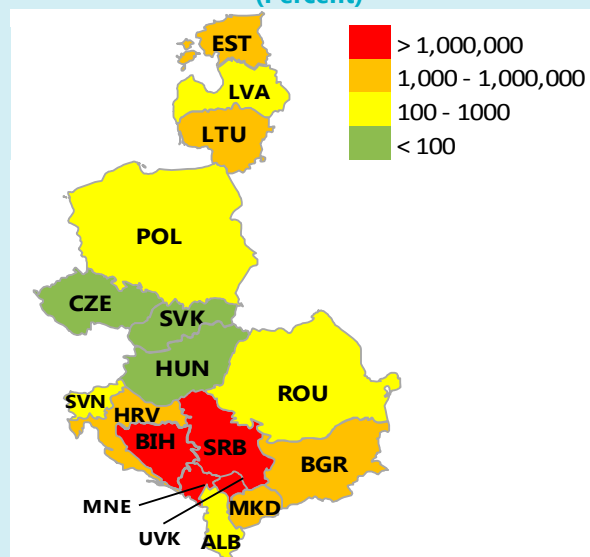 (Percent)
> 1,000,000
1,000 - 1,000,000
100 - 1000
< 100
EST
LVA
LTU
POL
CZE
SVK
HUN
ROU
SVN
HRV
BIH
SRB
BGR
MNE
MKD
UVK
ALB